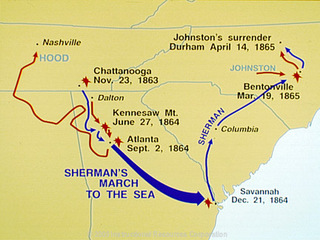 Nashville
HOOD
Chattanooga
Nov. 23, 1863
Dalton
Kennesaw Mt.
June 27, 1864
Atlanta
Sept. 2, 1864
SHERMAN'S
MARCH
TO THE SEA
Johnston's surrender
Durham April 14, 1865
JOHNSTON
Bentonville
Mar. 19, 1865
SHERMAN
Columbia
Savannah
Dec. 21, 1864